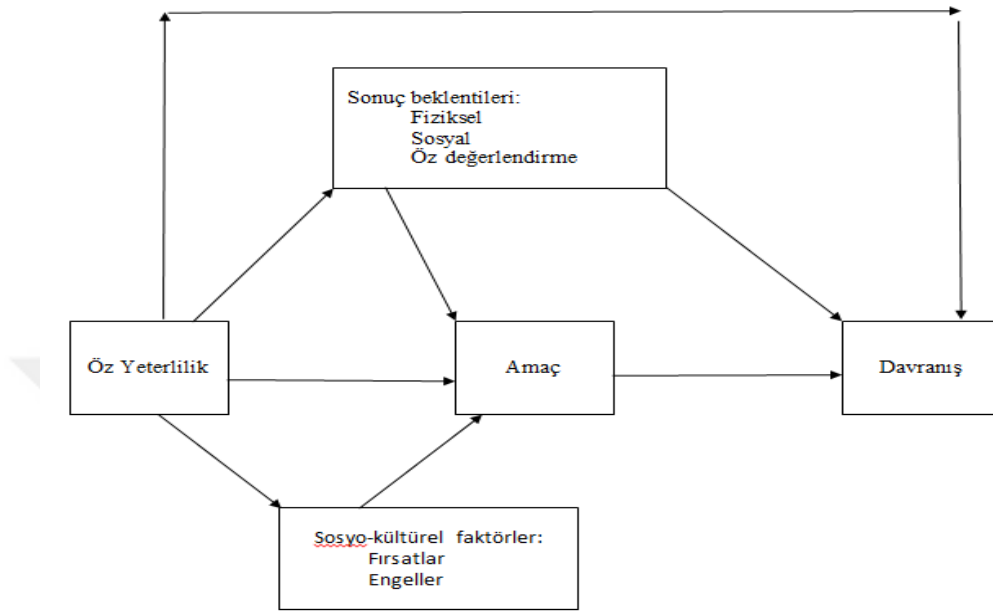 Sonuç beklentileri:
Fiziksel
Sosyal
Öz değerlendirme
Öz Yeterlilik
Amaç
Davranış
Sosyo-kültürel faktörler:
Fırsatlar
Engeller